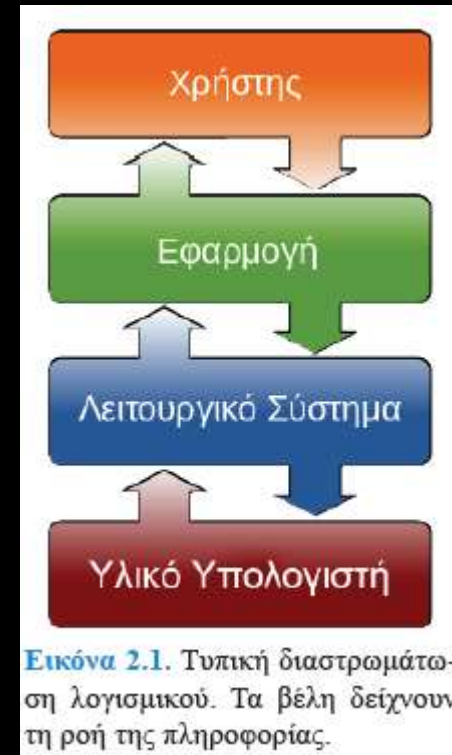 Χρήστης
Εφαρμογή
Λειτουργικό Σύστημα
Υλικό Υπολογιστή
Εικόνα 2.1. Τυπική διαστρωμάτω-
ση λογισμικού. Τα βέλη δείχνουν
τη ροή της πληροφορίας.